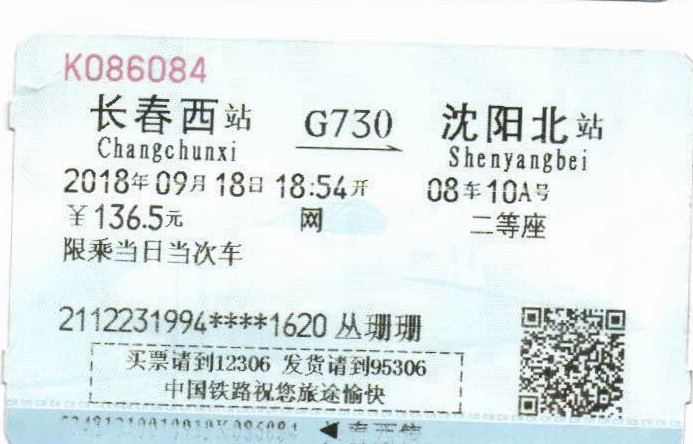 K086084
长春西站 G730 沈阳北站
Changchunxi Shenyangbei
2018年09月18日 18:54开 08车10A号
￥136.5元 网 二等座
限乘当日当次车
2112231994****1620 丛珊珊
买票请到12306 发货请到95306
中国铁路祝您旅途愉快